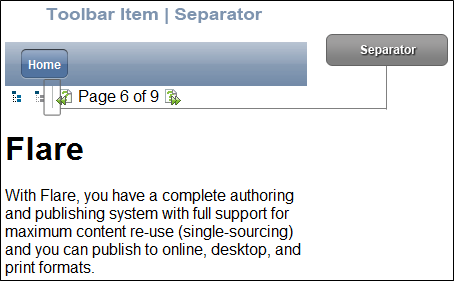 Toolbar Item | Separator
Separator
Home
Page 6 of 9
Flare
With Flare, you have a complete authoring
and publishing system with full support for
maximum content re-use (single-sourcing)
and you can publish to online, desktop, and
print formats.